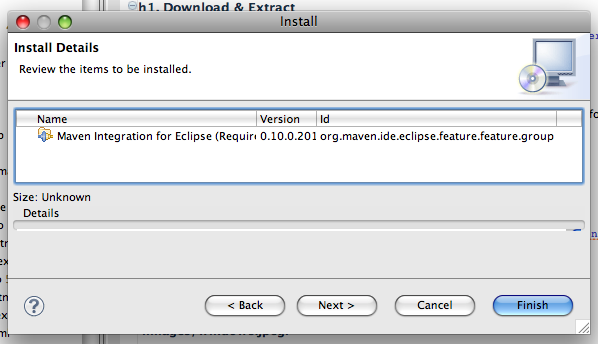 h1. Download & Extract
Install
Install Details
Review the items to be installed.
Name Version Id
Maven Integration for Eclipse (Require 0.10.0.201 org.maven.ide.eclipse.feature.feature.group
Size: Unknown
Details
? < Back Next > Cancel Finish